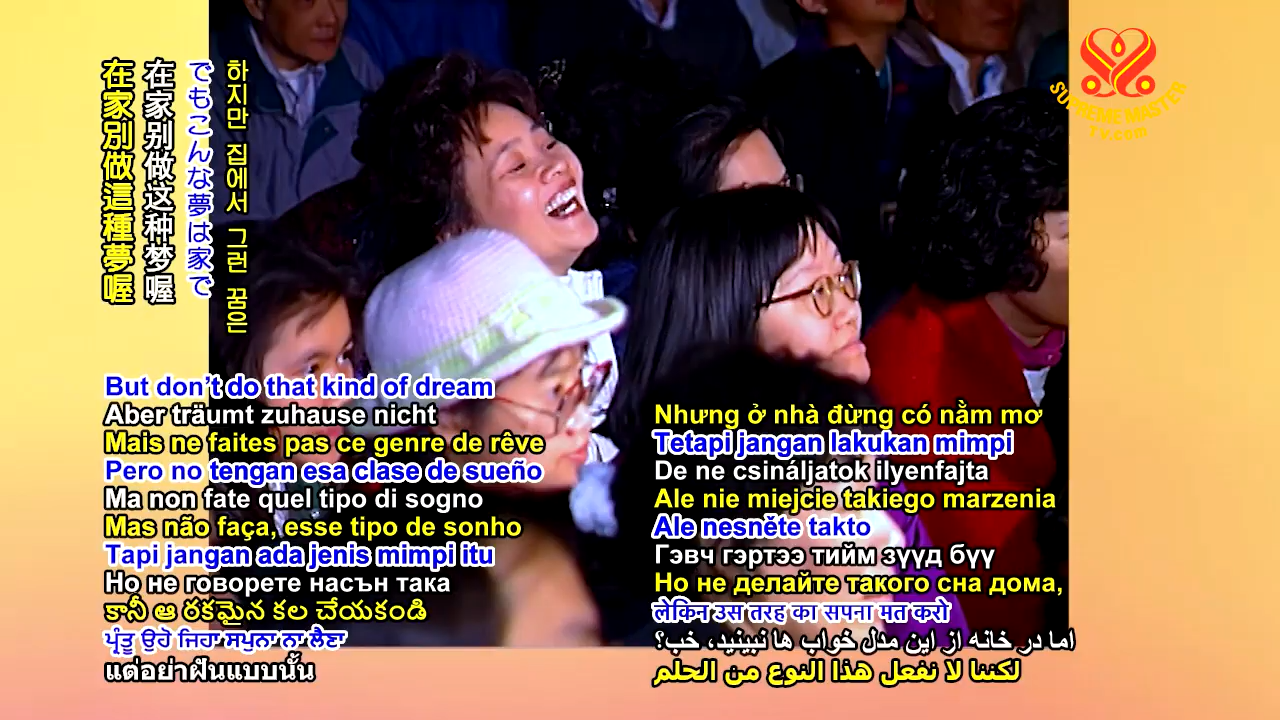 在家別做這種夢喔
在家别做这种梦喔
でもこんな夢は家で
하지만 집에서 그런 꿈은
SUPREME MASTER
TV.com
But don't do that kind of dream
Aber träumt zuhause nicht
Mais ne faites pas ce genre de rêve
Pero no tengan esa clase de sueño
Ma non fate quel tipo di sogno
Mas não faça, esse tipo de sonho
Tapi jangan ada jenis mimpi itu
Но не говорете насън така
కానీ ఆ రకమైన కల చేయకండి
ਪ੍ਰੰਤੂ ਉਹੋ ਜਿਹਾ ਸਪੁਨਾ ਨਾ ਲੈਣਾ
แต่อย่าฝันแบบนั้น
Nhưng ở nhà đừng có nằm mơ
Tetapi jangan lakukan mimpi
De ne csináljatok ilyenfajta
Ale nie miejcie takiego marzenia
Ale nesněte takto
Гэвч гэртээ тийм зүүд бүү
Но не делайте такого сна дома,
लेकिन उस तरह का सपना मत करो
اما در خانه از این مدل خواب ها نبینید، خب؟
لكننا لا نفعل هذا النوع من الحلم